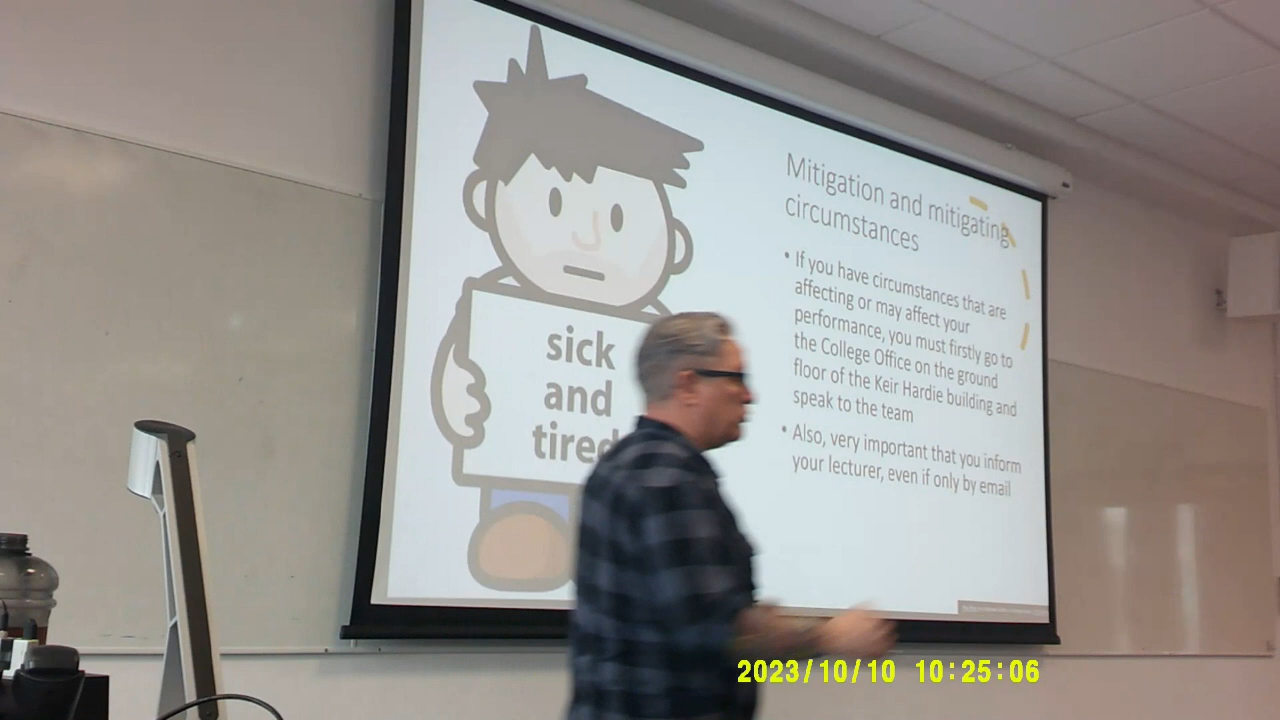 Mitigation and mitigating
circumstances
• If you have circumstances that are
affecting or may affect your
performance, you must firstly go to
the College Office on the ground
floor of the Keir Hardie building and
speak to the team
• Also, very important that you inform
your lecturer, even if only by email
sick
and
tired
2023/10/10 10:25:06